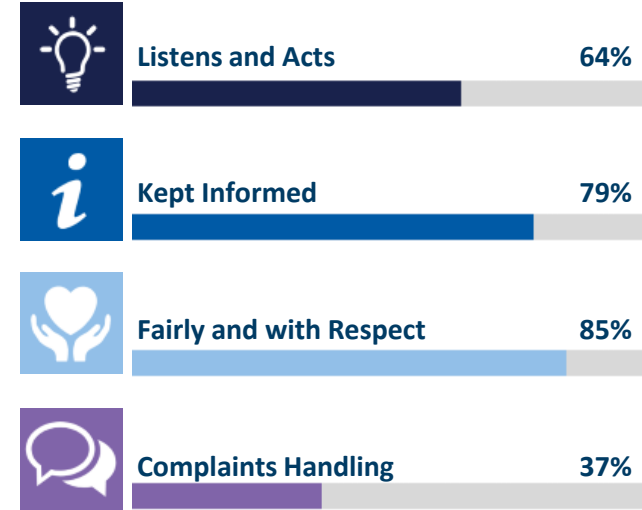 Listens and Acts 64%
Kept Informed 79%
Fairly and with Respect 85%
Complaints Handling 37%